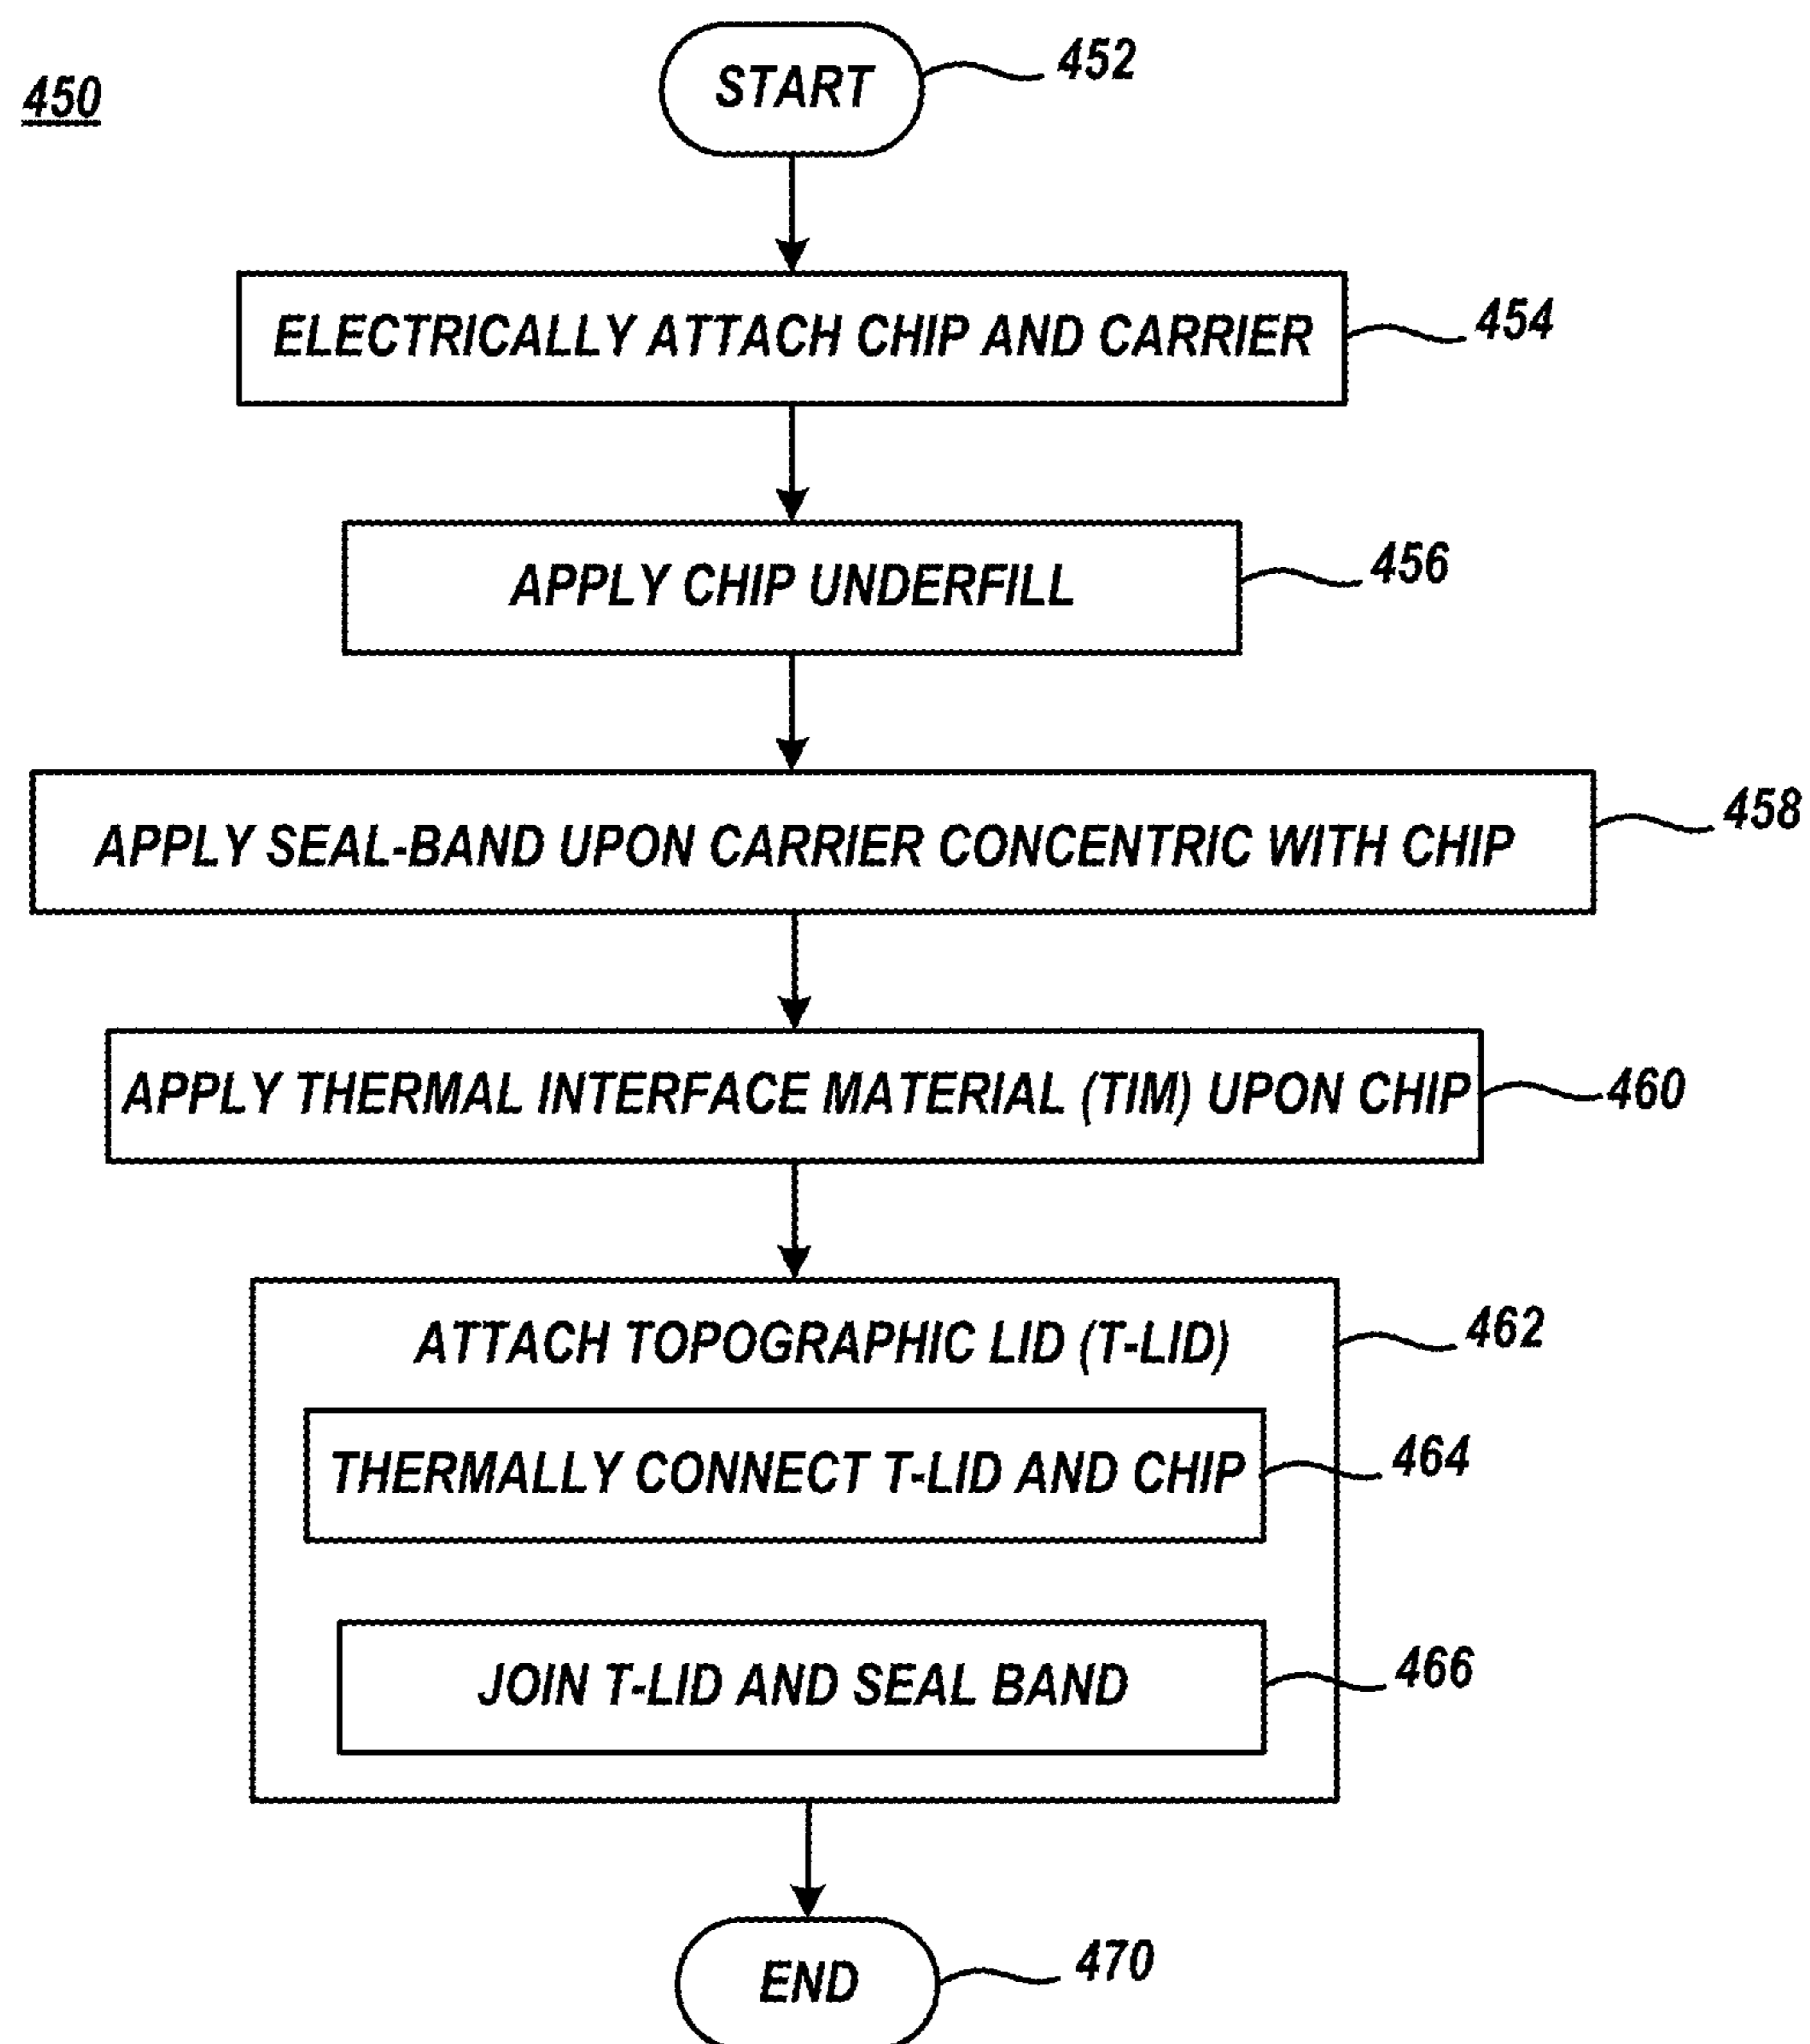 450
START
452
ELECTRICALLY ATTACH CHIP AND CARRIER
454
APPLY CHIP UNDERFILL
456
APPLY SEAL-BAND UPON CARRIER CONCENTRIC WITH CHIP
458
APPLY THERMAL INTERFACE MATERIAL (TIM) UPON CHIP
460
ATTACH TOPOGRAPHIC LID (T-LID)
462
THERMALLY CONNECT T-LID AND CHIP
464
JOIN T-LID AND SEAL BAND
466
END
470